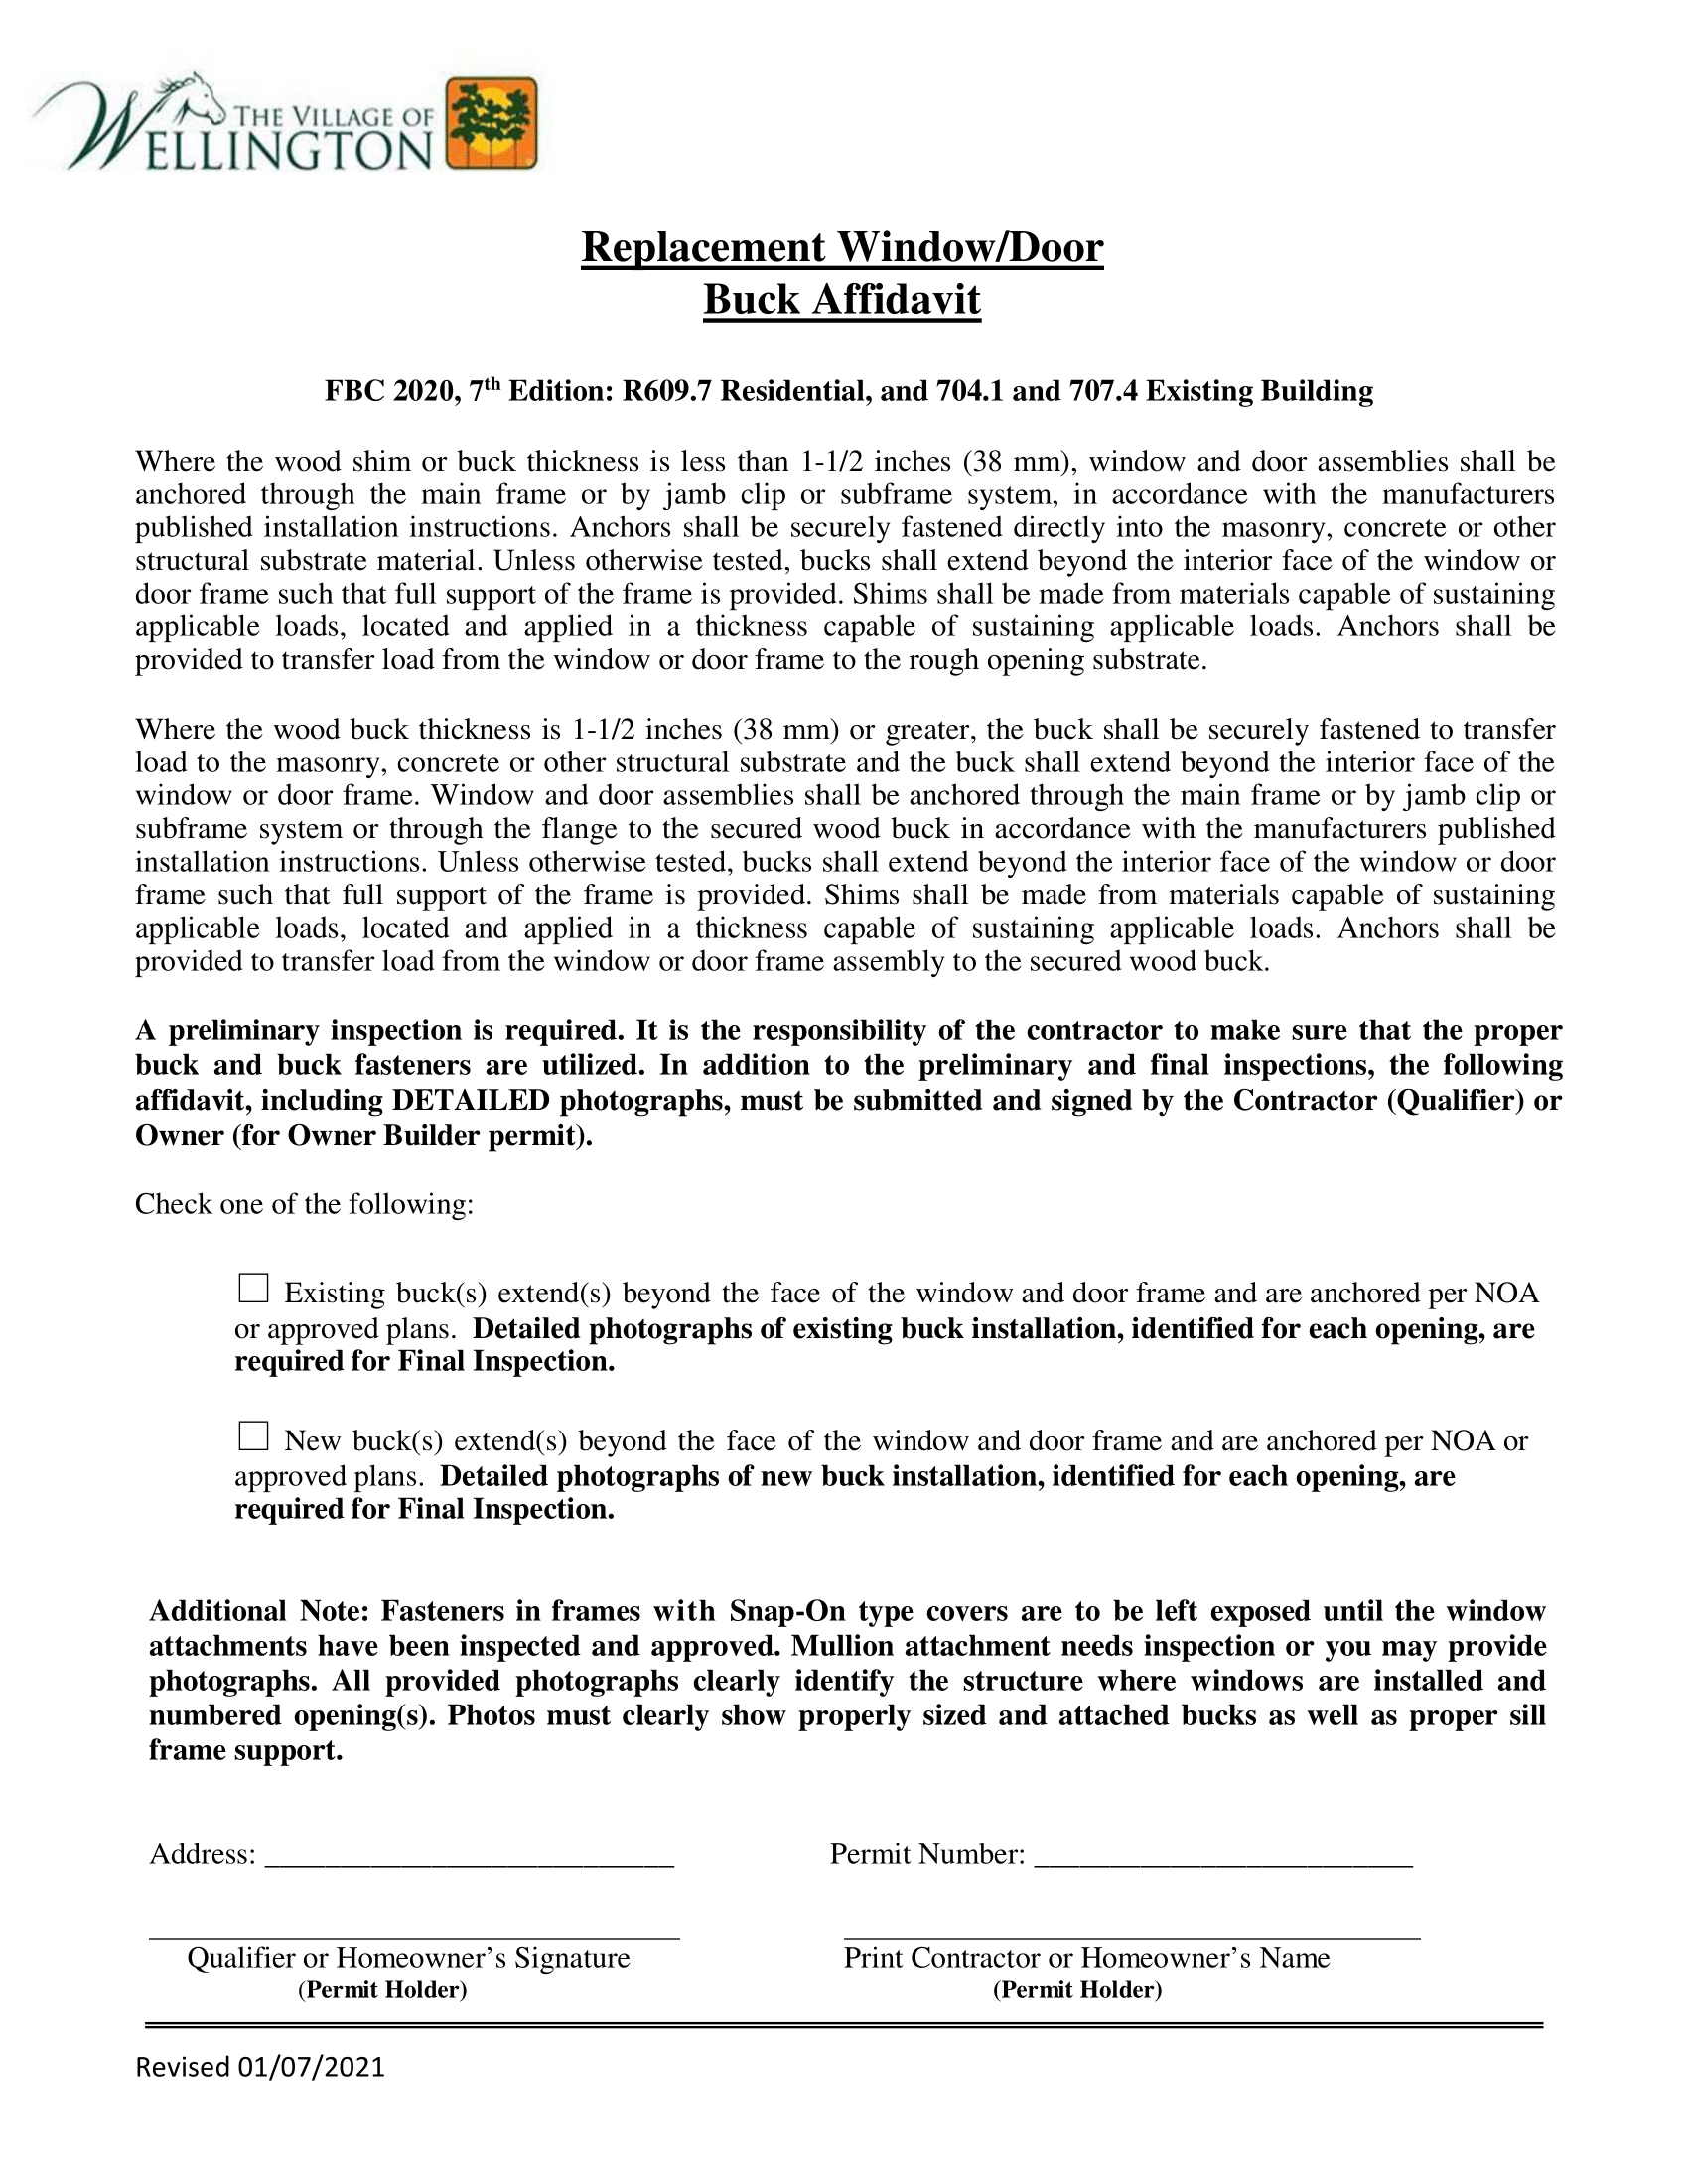 THE VILLAGE OF
WELLINGTON
Replacement Window/Door
Buck Affidavit
FBC 2020, 7th Edition: R609.7 Residential, and 704.1 and 707.4 Existing Building
Where the wood shim or buck thickness is less than 1-1/2 inches (38 mm), window and door assemblies shall be
anchored through the main frame or by jamb clip or subframe system, in accordance with the manufacturers
published installation instructions. Anchors shall be securely fastened directly into the masonry, concrete or other
structural substrate material. Unless otherwise tested, bucks shall extend beyond the interior face of the window or
door frame such that full support of the frame is provided. Shims shall be made from materials capable of sustaining
applicable loads, located and applied in a thickness capable of sustaining applicable loads. Anchors shall be
provided to transfer load from the window or door frame to the rough opening substrate.
Where the wood buck thickness is 1-1/2 inches (38 mm) or greater, the buck shall be securely fastened to transfer
load to the masonry, concrete or other structural substrate and the buck shall extend beyond the interior face of the
window or door frame. Window and door assemblies shall be anchored through the main frame or by jamb clip or
subframe system or through the flange to the secured wood buck in accordance with the manufacturers published
installation instructions. Unless otherwise tested, bucks shall extend beyond the interior face of the window or door
frame such that full support of the frame is provided. Shims shall be made from materials capable of sustaining
applicable loads, located and applied in a thickness capable of sustaining applicable loads. Anchors shall be
provided to transfer load from the window or door frame assembly to the secured wood buck.
A preliminary inspection is required. It is the responsibility of the contractor to make sure that the proper
buck and buck fasteners are utilized. In addition to the preliminary and final inspections, the following
affidavit, including DETAILED photographs, must be submitted and signed by the Contractor (Qualifier) or
Owner (for Owner Builder permit).
Check one of the following:
☐ Existing buck(s) extend(s) beyond the face of the window and door frame and are anchored per NOA
or approved plans. Detailed photographs of existing buck installation, identified for each opening, are
required for Final Inspection.
☐ New buck(s) extend(s) beyond the face of the window and door frame and are anchored per NOA or
approved plans. Detailed photographs of new buck installation, identified for each opening, are
required for Final Inspection.
Additional Note: Fasteners in frames with Snap-On type covers are to be left exposed until the window
attachments have been inspected and approved. Mullion attachment needs inspection or you may provide
photographs. All provided photographs clearly identify the structure where windows are installed and
numbered opening(s). Photos must clearly show properly sized and attached bucks as well as proper sill
frame support.
Address: ___________________________ Permit Number: _________________________
Qualifier or Homeowner’s Signature Print Contractor or Homeowner’s Name
(Permit Holder) (Permit Holder)
Revised 01/07/2021